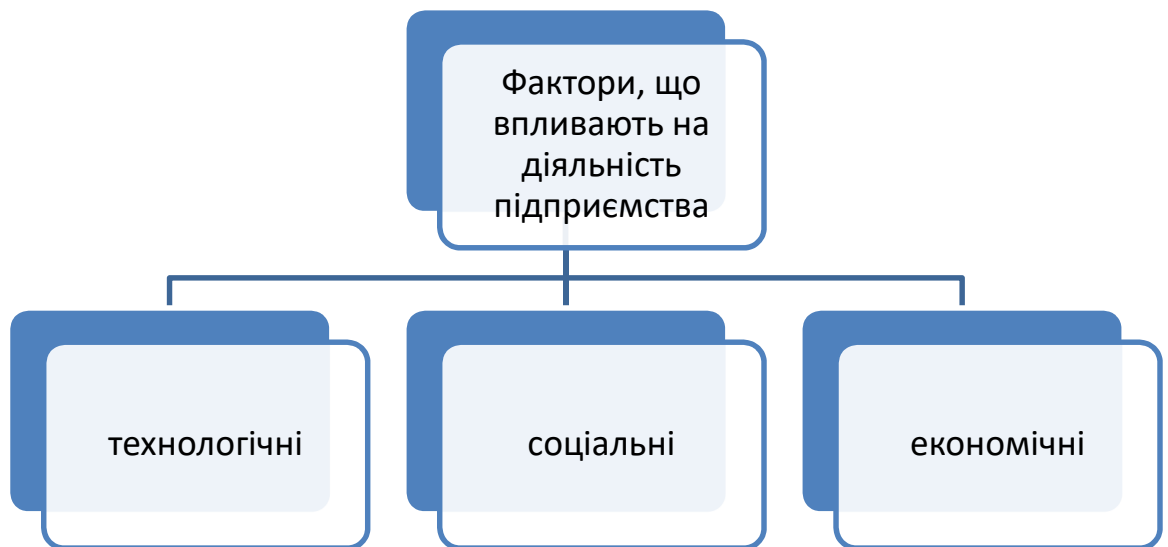 Фактори, що
впливають на
діяльність
підприємства
технологічні
соціальні
економічні